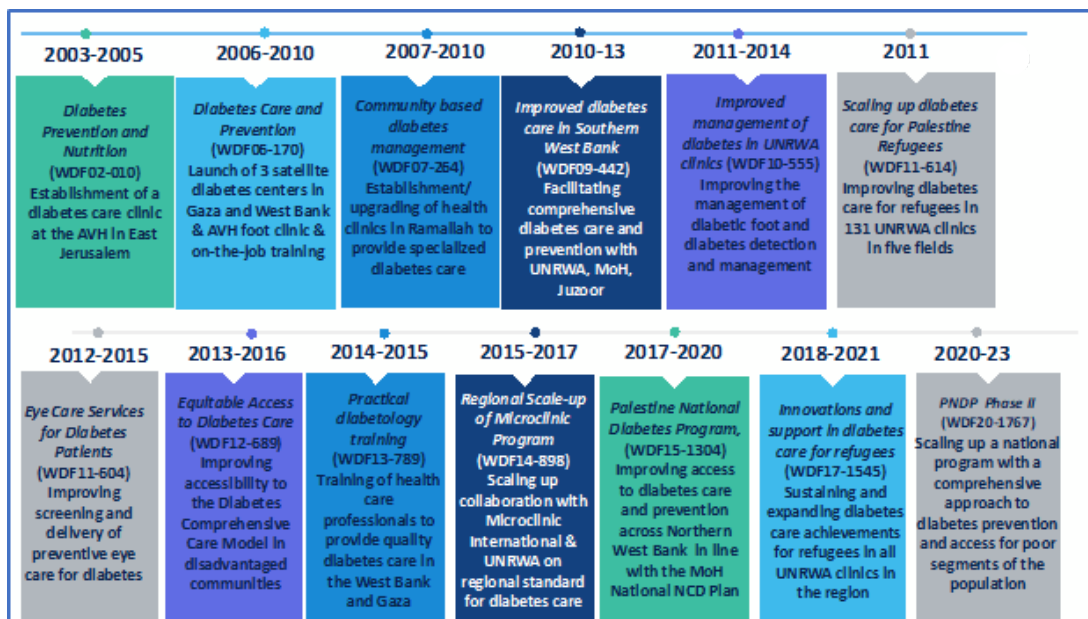 2003-2005
Diabetes
Prevention and
Nutrition
(WDF02-010)
Establishment of a
diabetes care clinic
at the AVH in East
Jerusalem
2006-2010
Diabetes Care and
Prevention
(WDF06-170)
Launch of 3 satellite
diabetes centers in
Gaza and West Bank
& AVH foot clinic &
on-the-job training
2007-2010
Community based
diabetes
management
(WDF07-264)
Establishment/
upgrading of health
clinics in Ramallah to
provide specialized
diabetes care
2010-13
Improved diabetes
care in Southern
West Bank
(WDF09-442)
Facilitating
comprehensive
diabetes care and
prevention with
UNRWA, MoH,
Juzoor
2011-2014
Improved
management of
diabetes in UNRWA
clinics (WDF10-555)
Improving the
management of
diabetic foot and
diabetes detection
and management
2011
Scaling up diabetes
care for Palestine
Refugees
(WDF11-614)
Improving diabetes
care for refugees in
131 UNRWA clinics
in five fields
2012-2015
Eye Care Services
for Diabetes
Patients
(WDF11-604)
Improving
screening and
delivery of
preventive eye
care for diabetes
2013-2016
Equitable Access
to Diabetes Care
(WDF12-689)
Improving
accessibility to
the Diabetes
Comprehensive
Care Model in
disadvantaged
communities
2014-2015
Practical
diabetology
training
(WDF13-789)
Training of health
care
professionals to
provide quality
diabetes care in
the West Bank
and Gaza
2015-2017
Regional Scale-up
of Microclinic
Program
(WDF14-898)
Scaling up
collaboration with
Microclinic
International &
UNRWA on
regional standard
for diabetes care
2017-2020
Palestine National
Diabetes Program,
(WDF15-1304)
Improving access
to diabetes care
and prevention
across Northern
West Bank in line
with the MoH
National NCD Plan
2018-2021
Innovations and
support in diabetes
care for refugees
(WDF17-1545)
Sustaining and
expanding diabetes
care achievements
for refugees in all
UNRWA clinics in
the region
2020-23
PNDP Phase II
(WDF20-1767)
Scaling up a national
program with a
comprehensive
approach to
diabetes prevention
and access for poor
segments of the
population